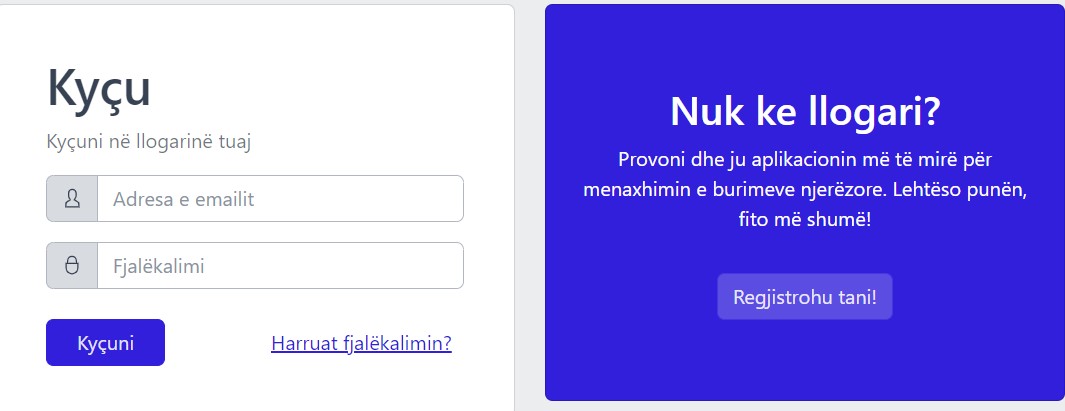 Kyçu
Kyçuni në llogarinë tuaj
Adresa e emailit
Fjalëkalimi
Kyçuni
Harruat fjalëkalimin?
Nuk ke llogari?
Provoni dhe ju aplikacionin më të mirë për
menaxhimin e burimeve njerëzore. Lehtëso punën,
fito më shumë!
Regjistrohu tani!